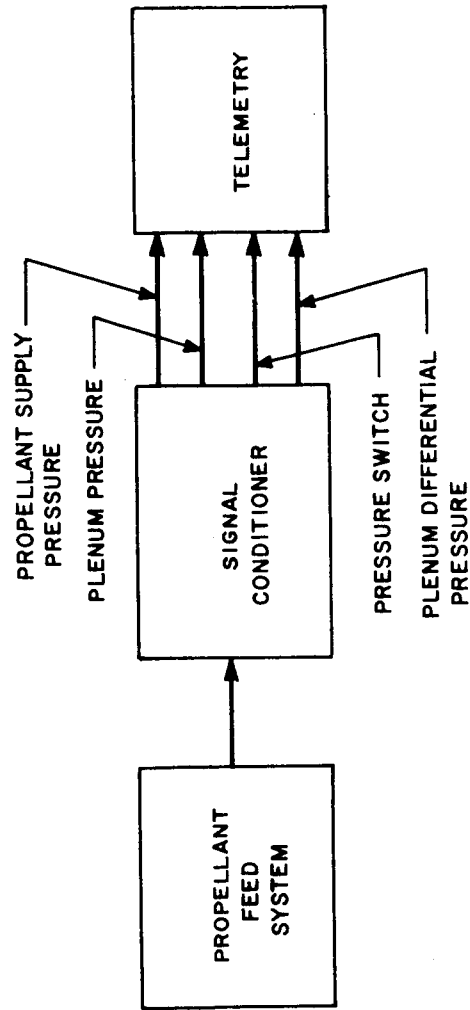 PROPELLANT
FEED
SYSTEM
SIGNAL
CONDITIONER
PROPELLANT SUPPLY
PRESSURE
PLENUM PRESSURE
PRESSURE SWITCH
PLENUM DIFFERENTIAL
PRESSURE
TELEMETRY